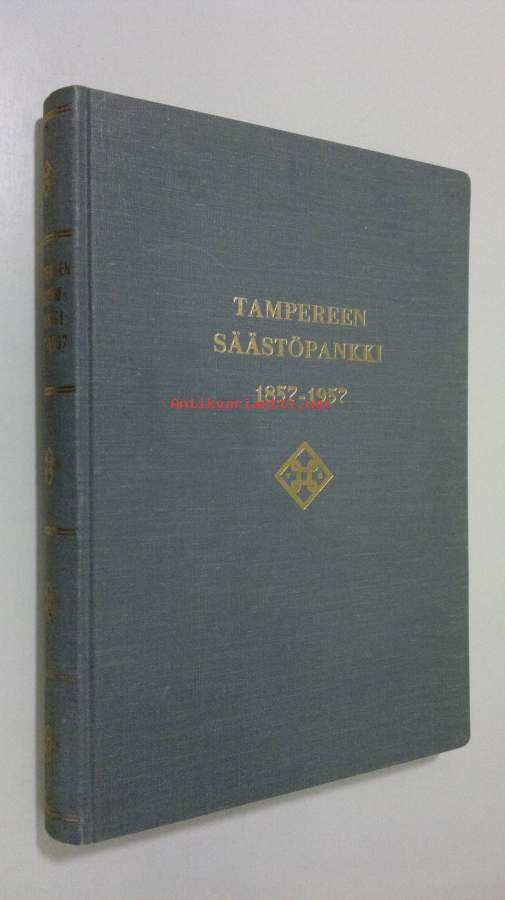 TAMPEREEN
SÄÄSTÖPANKKI
1857-1957
Antikvariaatti.net